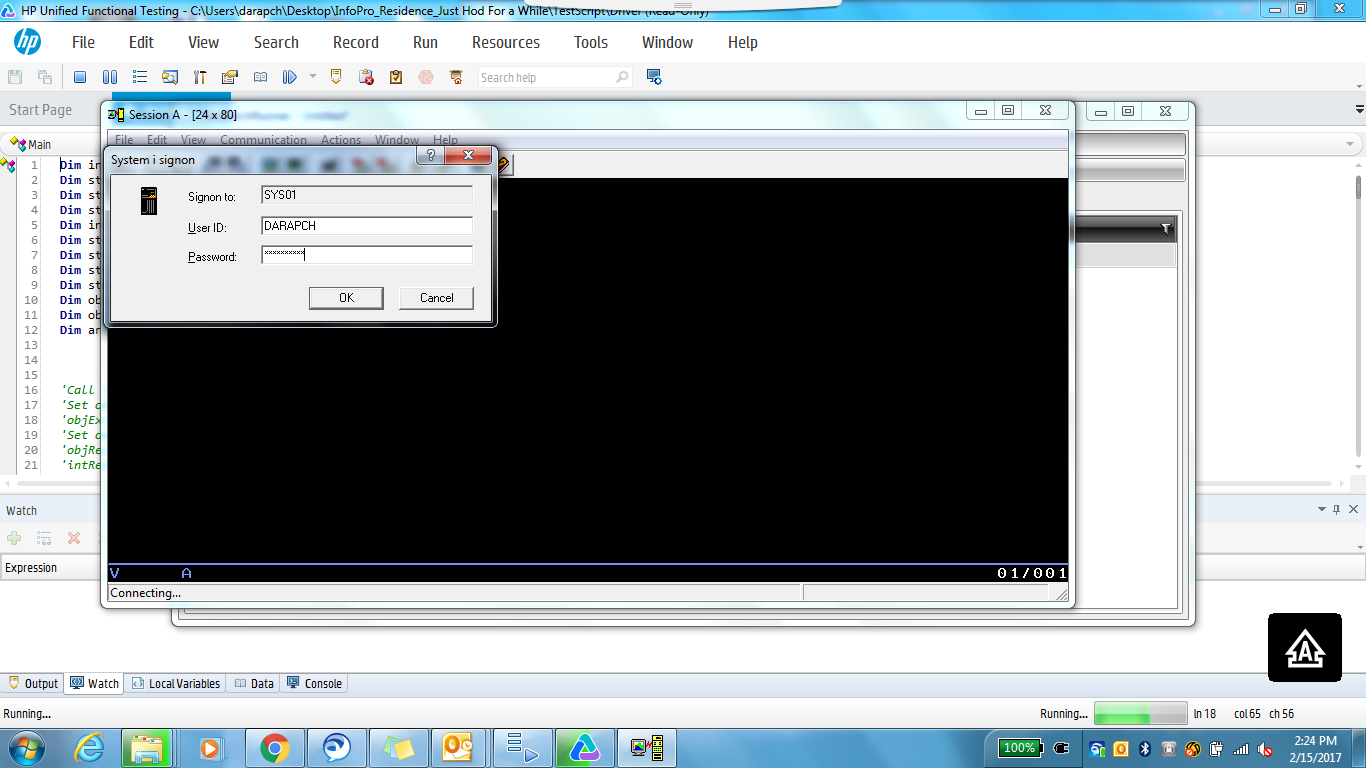 HP Unified Functional Testing - C:\Users\darapch\Desktop\InfoPro_Residence_Just Hod For a While\TestScript\Driver (Read-Only)
hp File Edit View Search Record Run Resources Tools Window Help
Search help
Start Page
Session A - [24 x 80]
File Edit View Communication Actions Window Help
Main
System i signon
?
Signon to: SYS01
User ID: DARAPCH
Password: **********
OK Cancel
1 Dim in
2 Dim st
3 Dim st
4 Dim st
5 Dim in
6 Dim st
7 Dim st
8 Dim st
9 Dim st
10 Dim ob
11 Dim ob
12 Dim ar
13
14
15
16 'Call
17 'Set o
18 'objEx
19 'Set o
20 'objRe
21 'intRe
V A 01/001
Connecting...
Watch
Expression
A
Output Watch Local Variables Data Console
Running... Running... ln 18 col 65 ch 56
100% 2:24 PM
2/15/2017